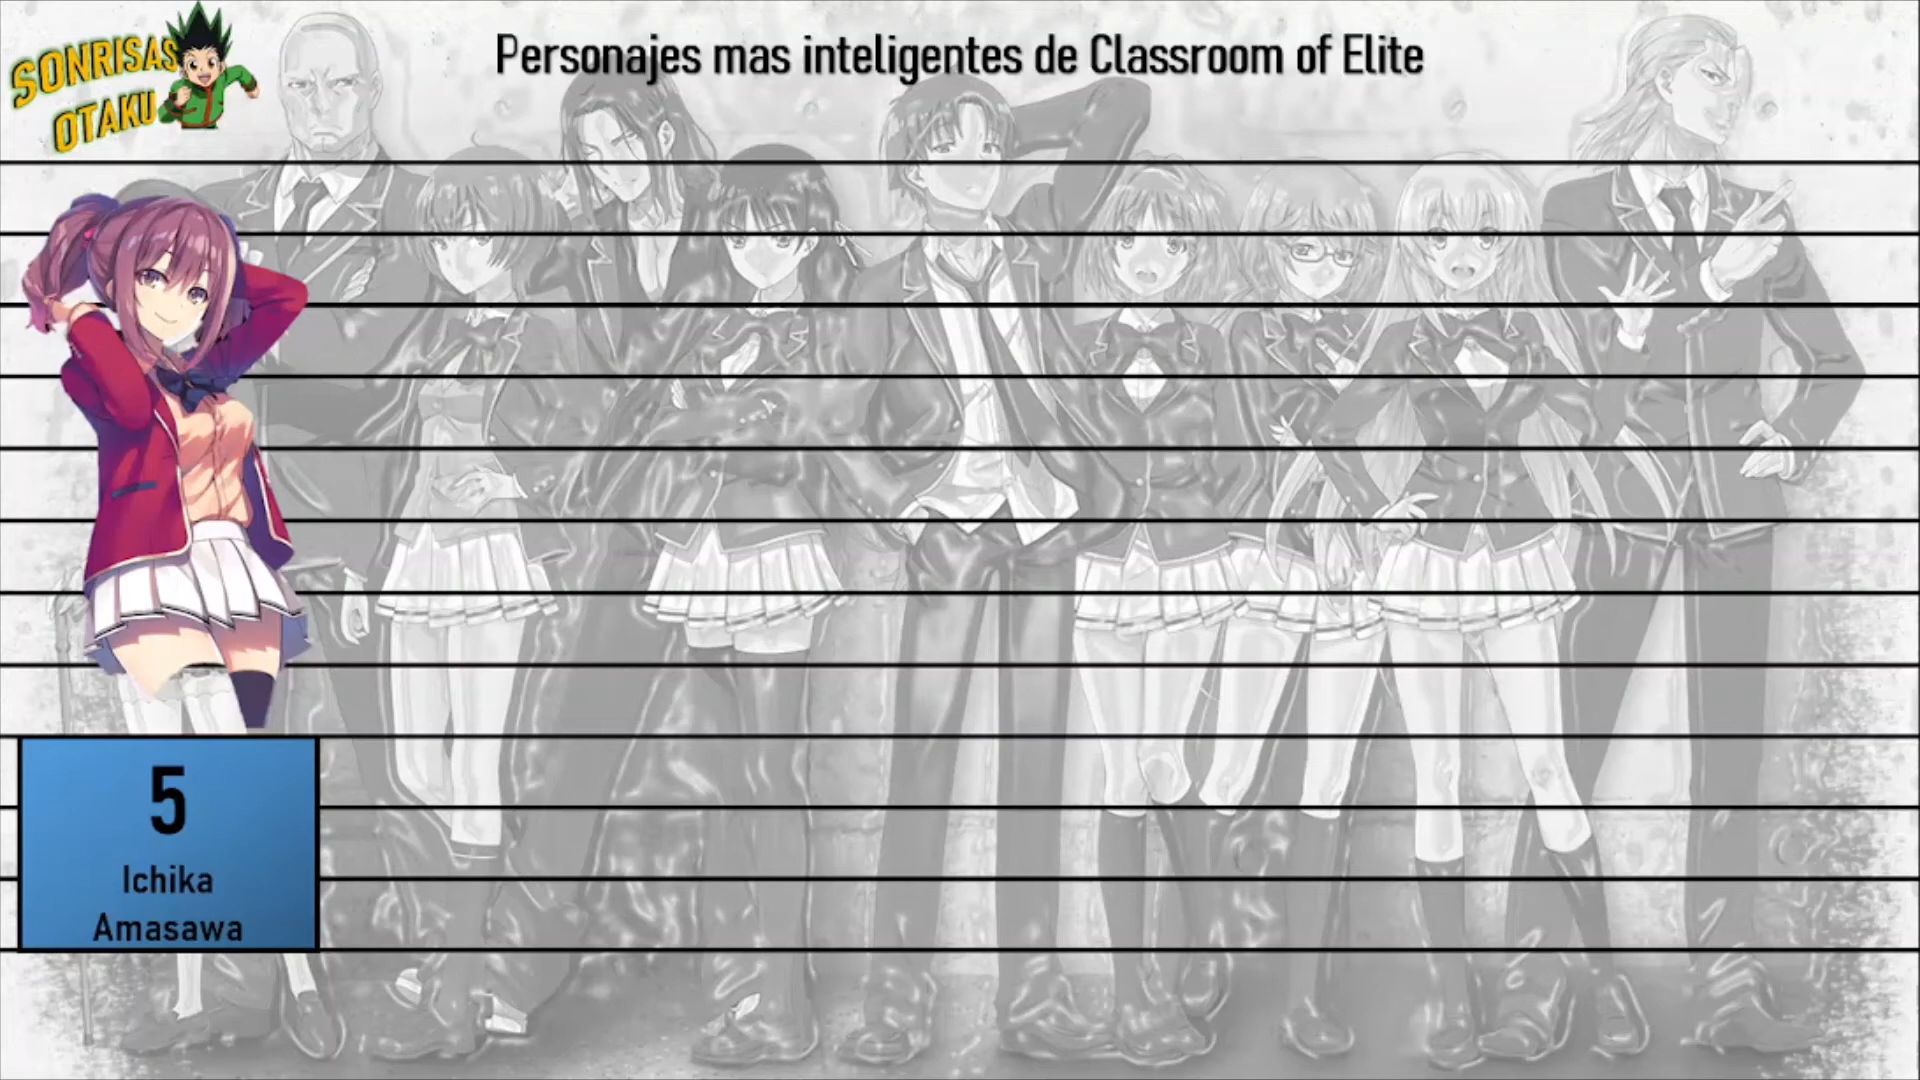 SONRISAS
OTAKU
Personajes mas inteligentes de Classroom of Elite
5
Ichika
Amasawa